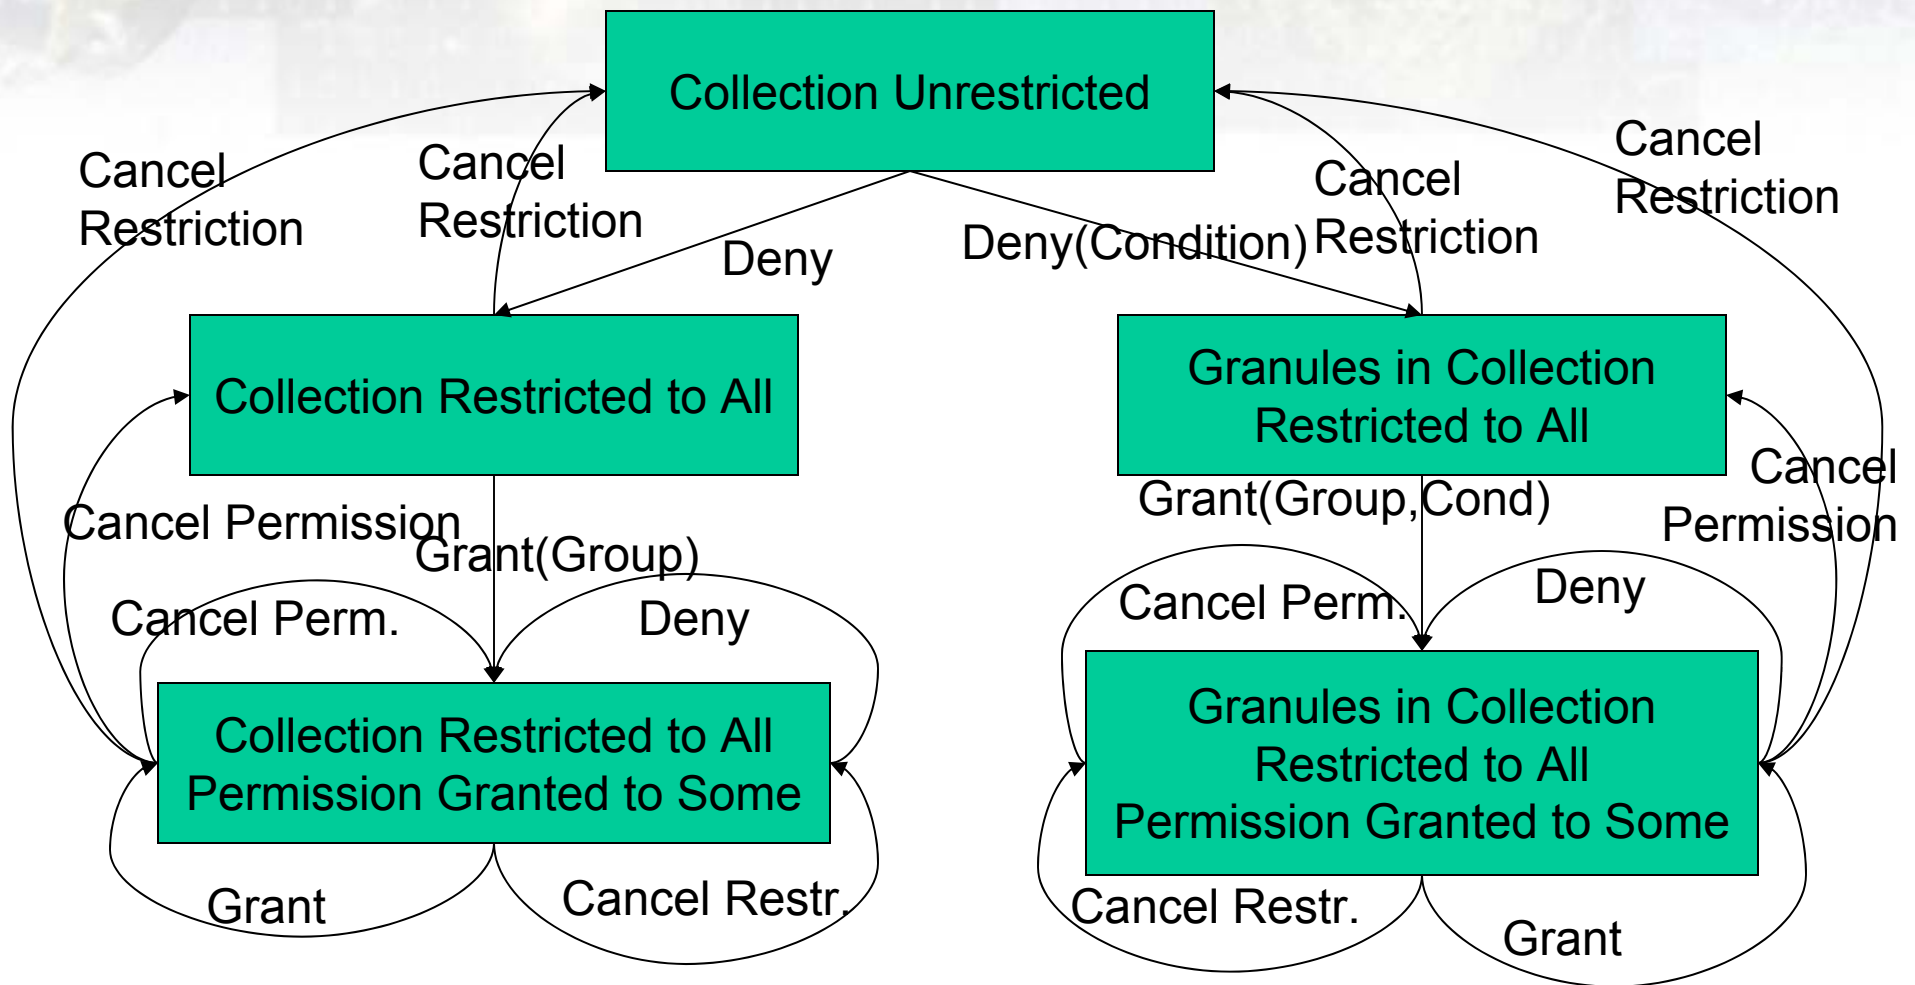 Collection Unrestricted
Cancel
Restriction
Cancel
Restriction
Cancel
Restriction
Cancel
Restriction
Deny
Deny(Condition)
Collection Restricted to All
Granules in Collection
Restricted to All
Cancel Permission
Grant(Group)
Grant(Group,Cond)
Cancel
Permission
Cancel Perm.
Deny
Cancel Perm.
Deny
Collection Restricted to All
Permission Granted to Some
Granules in Collection
Restricted to All
Permission Granted to Some
Grant
Cancel Restr.
Cancel Restr.
Grant